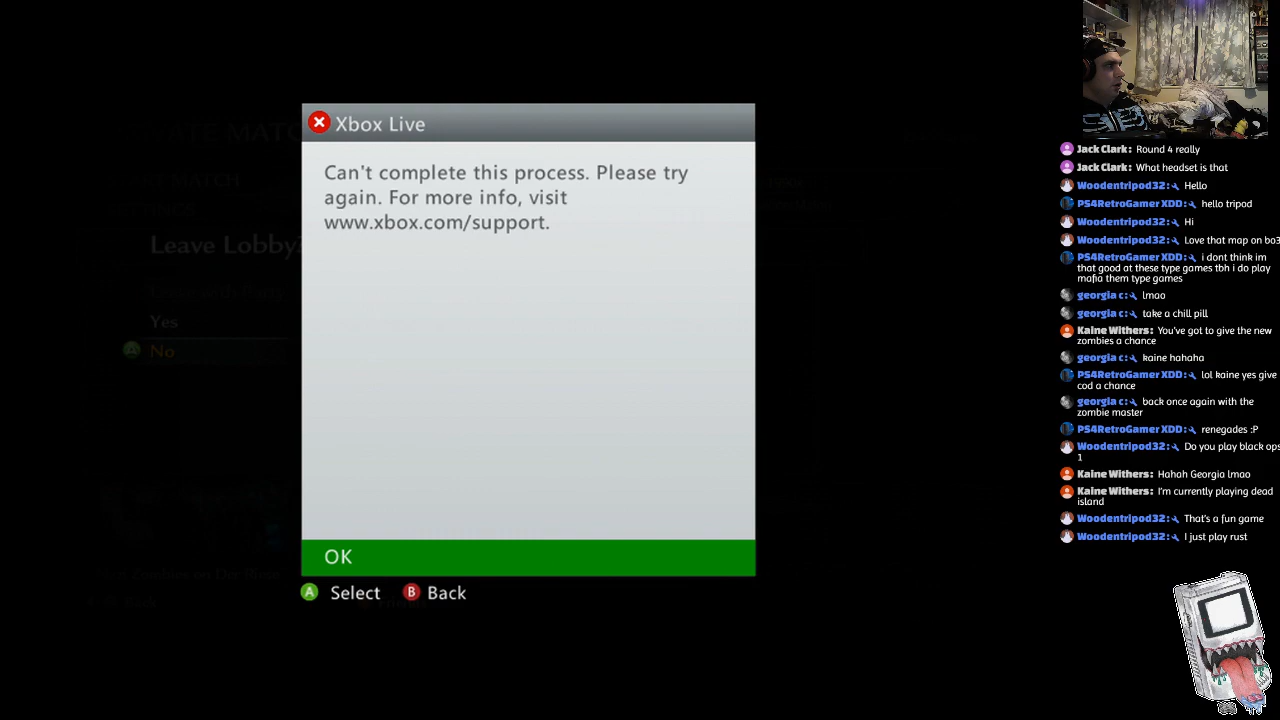 Xbox Live
Can't complete this process. Please try
again. For more info, visit
www.xbox.com/support.
OK
A Select B Back
MATC
MATCH
Leave Lobby?
Leave with Party
Yes
A No
Back
Jack Clark: Round 4 really
Jack Clark: What headset is that
Woodentripod32: Hello
PS4RetroGamer XDD: hello tripod
Woodentripod32: Hi
Woodentripod32: Love that map on bo3
PS4RetroGamer XDD: i dont think im
that good at these type games tbh i do play
mafia them type games
georgia c: lmao
georgia c: take a chill pill
Kaine Withers: You've got to give the new
zombies a chance
georgia c: kaine hahaha
PS4RetroGamer XDD: lol kaine yes give
cod a chance
georgia c: back once again with the
zombie master
PS4RetroGamer XDD: renegades :P
Woodentripod32: Do you play black ops
1
Kaine Withers: Hahah Georgia lmao
Kaine Withers: I'm currently playing dead
island
Woodentripod32: That's a fun game
Woodentripod32: I just play rust